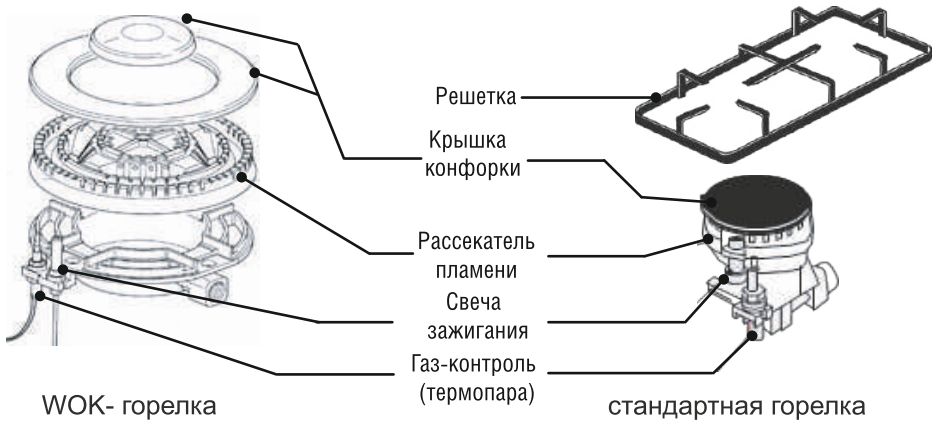 Решетка
Крышка
конфорки
Рассекатель
пламени
Свеча
зажигания
Газ-контроль
(термопара)
WOK- горелка
стандартная горелка